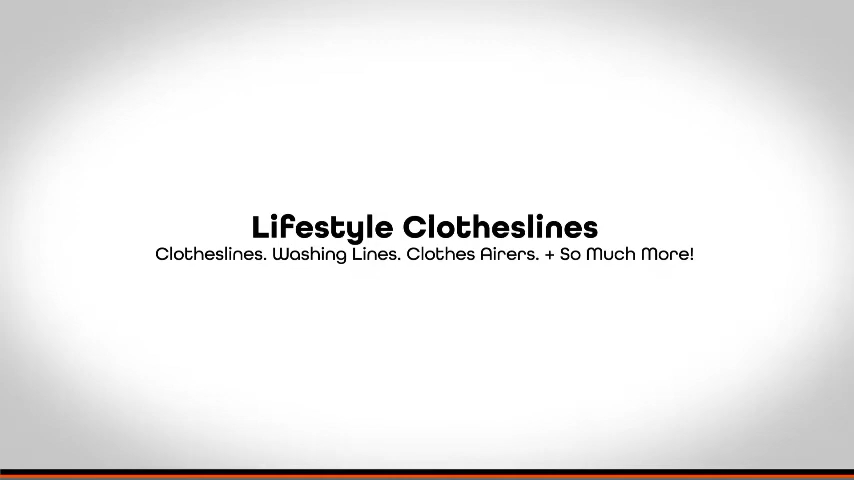 Lifestyle Clotheslines
Clotheslines. Washing Lines. Clothes Airers. + So Much More!